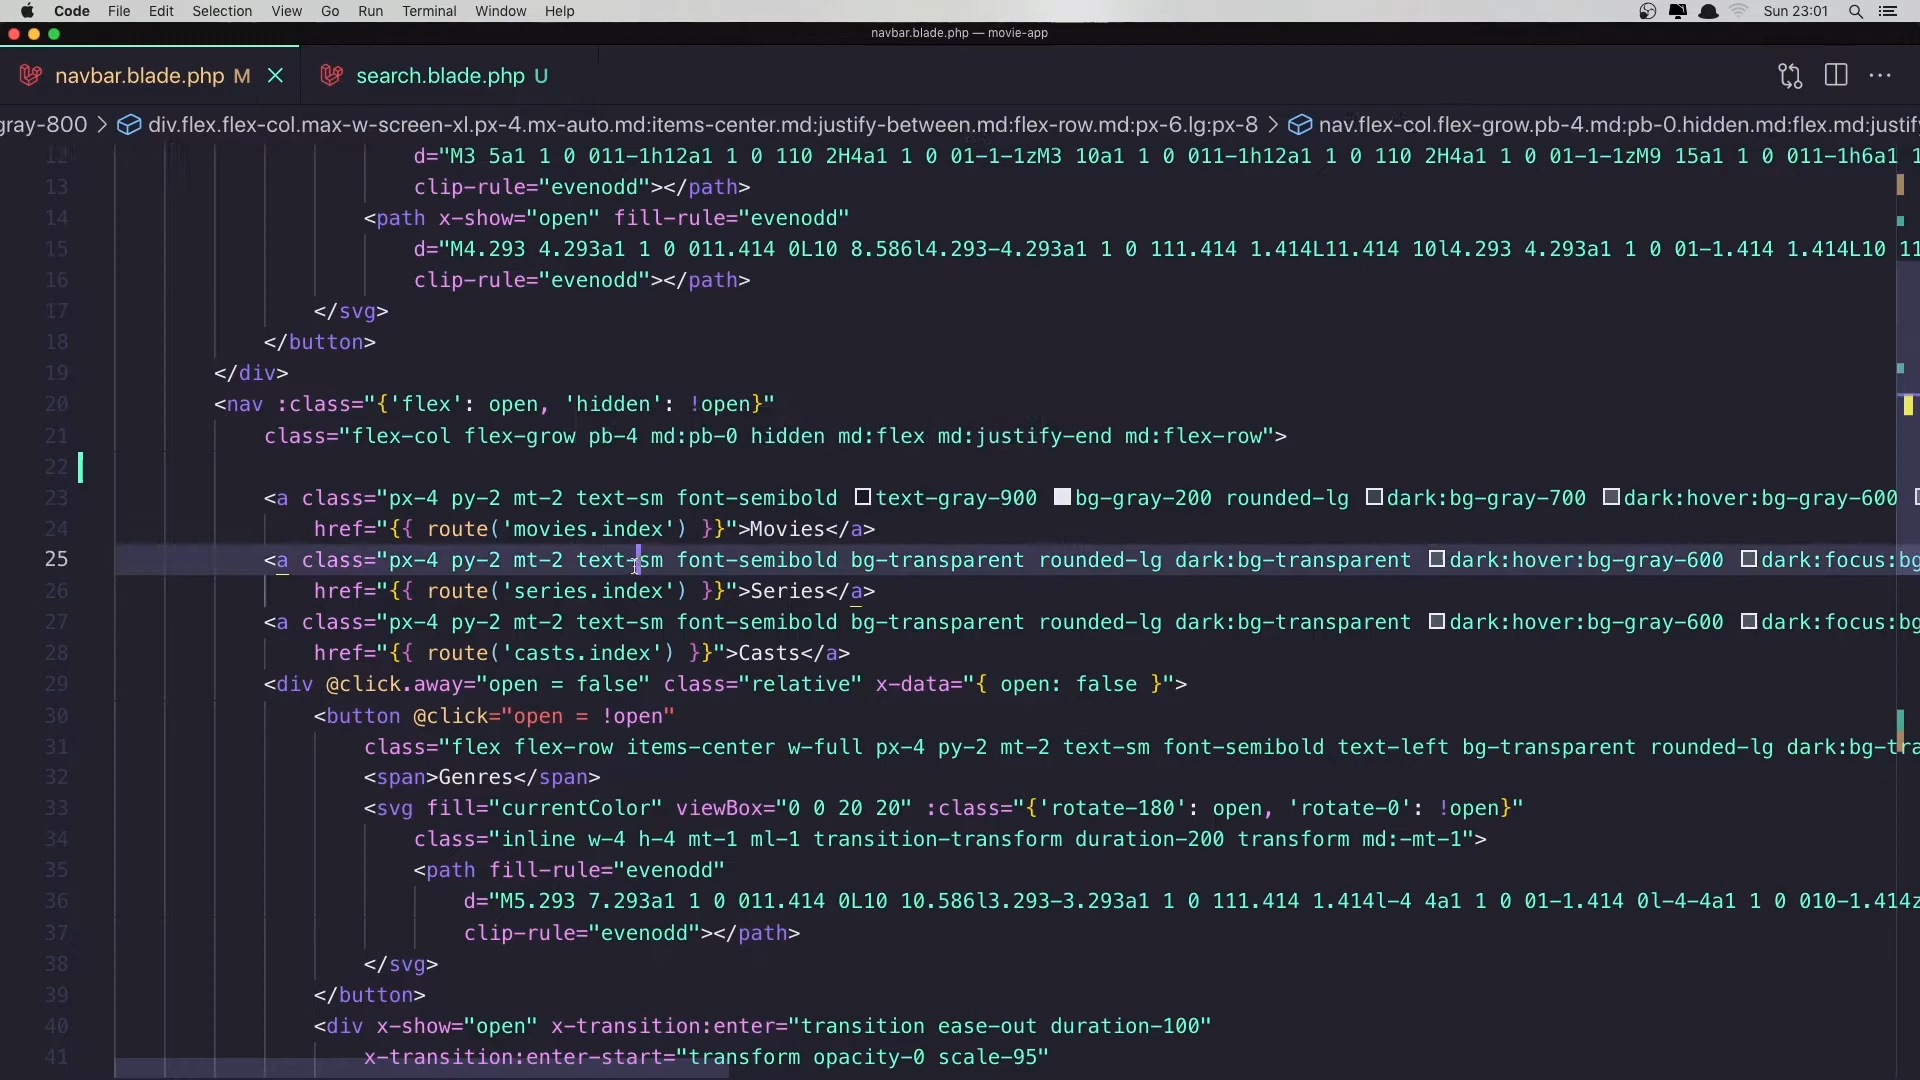 Code File Edit Selection View Go Run Terminal Window Help Sun 23:01
navbar.blade.php — movie-app
navbar.blade.php M search.blade.php U
gray-800 > div.flex.flex-col.max-w-screen-xl.px-4.mx-auto.md:items-center.md:justify-between.md:flex-row.md:px-6.lg:px-8 > nav.flex-col.flex-grow.pb-4.md:pb-0.hidden.md:flex.md:justif
12 d="M3 5a1 1 0 011-1h12a1 1 0 110 2H4a1 1 0 01-1-1zM3 10a1 1 0 011-1h12a1 1 0 110 2H4a1 1 0 01-1-1zM9 15a1 1 0 011-1h6a1 1
13 clip-rule="evenodd"></path>
14 <path x-show="open" fill-rule="evenodd"
15 d="M4.293 4.293a1 1 0 011.414 0L10 8.586l4.293-4.293a1 1 0 111.414 1.414L11.414 10l4.293 4.293a1 1 0 01-1.414 1.414L10 11
16 clip-rule="evenodd"></path>
17 </svg>
18 </button>
19 </div>
20 <nav :class="{'flex': open, 'hidden': !open}"
21 class="flex-col flex-grow pb-4 md:pb-0 hidden md:flex md:justify-end md:flex-row">
22
23 <a class="px-4 py-2 mt-2 text-sm font-semibold text-gray-900 bg-gray-200 rounded-lg dark:bg-gray-700 dark:hover:bg-gray-600
24 href="{{ route('movies.index') }}">Movies</a>
25 <a class="px-4 py-2 mt-2 text-sm font-semibold bg-transparent rounded-lg dark:bg-transparent dark:hover:bg-gray-600 dark:focus:bg
26 href="{{ route('series.index') }}">Series</a>
27 <a class="px-4 py-2 mt-2 text-sm font-semibold bg-transparent rounded-lg dark:bg-transparent dark:hover:bg-gray-600 dark:focus:bg
28 href="{{ route('casts.index') }}">Casts</a>
29 <div @click.away="open = false" class="relative" x-data="{ open: false }">
30 <button @click="open = !open"
31 class="flex flex-row items-center w-full px-4 py-2 mt-2 text-sm font-semibold text-left bg-transparent rounded-lg dark:bg-tra
32 <span>Genres</span>
33 <svg fill="currentColor" viewBox="0 0 20 20" :class="{'rotate-180': open, 'rotate-0': !open}"
34 class="inline w-4 h-4 mt-1 ml-1 transition-transform duration-200 transform md:-mt-1">
35 <path fill-rule="evenodd"
36 d="M5.293 7.293a1 1 0 011.414 0L10 10.586l3.293-3.293a1 1 0 111.414 1.414l-4 4a1 1 0 01-1.414 0l-4-4a1 1 0 010-1.414z
37 clip-rule="evenodd"></path>
38 </svg>
39 </button>
40 <div x-show="open" x-transition:enter="transition ease-out duration-100"
41 x-transition:enter-start="transform opacity-0 scale-95"